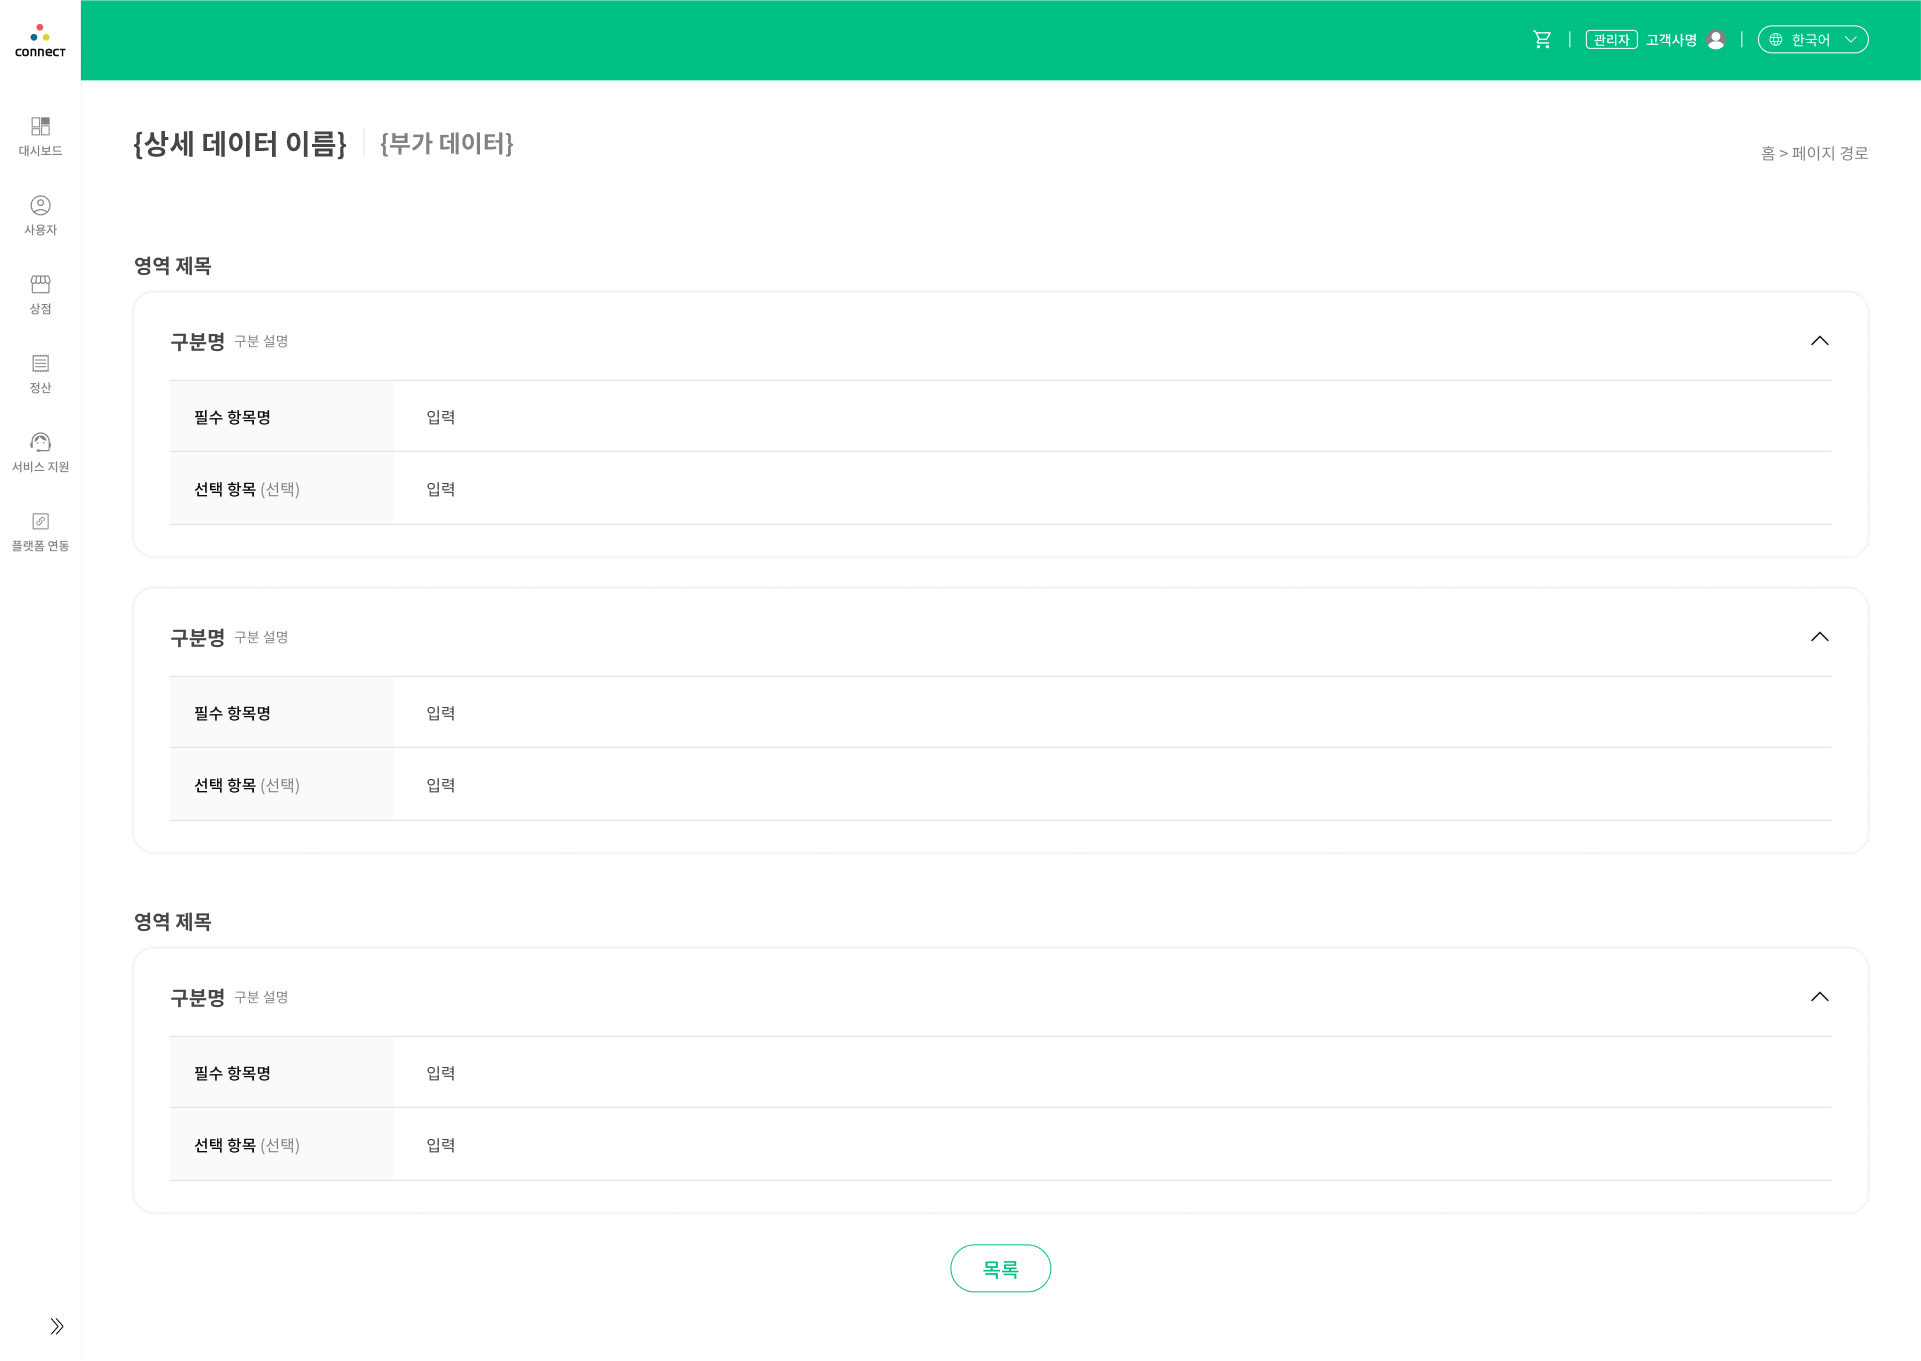 connect
관리자 고객사명 한국어
대시보드
사용자
상점
정산
서비스 지원
플랫폼 연동
{상세 데이터 이름} {부가 데이터}
홈 > 페이지 경로
영역 제목
구분명 구분 설명
필수 항목명 입력
선택 항목 (선택) 입력
구분명 구분 설명
필수 항목명 입력
선택 항목 (선택) 입력
영역 제목
구분명 구분 설명
필수 항목명 입력
선택 항목 (선택) 입력
목록